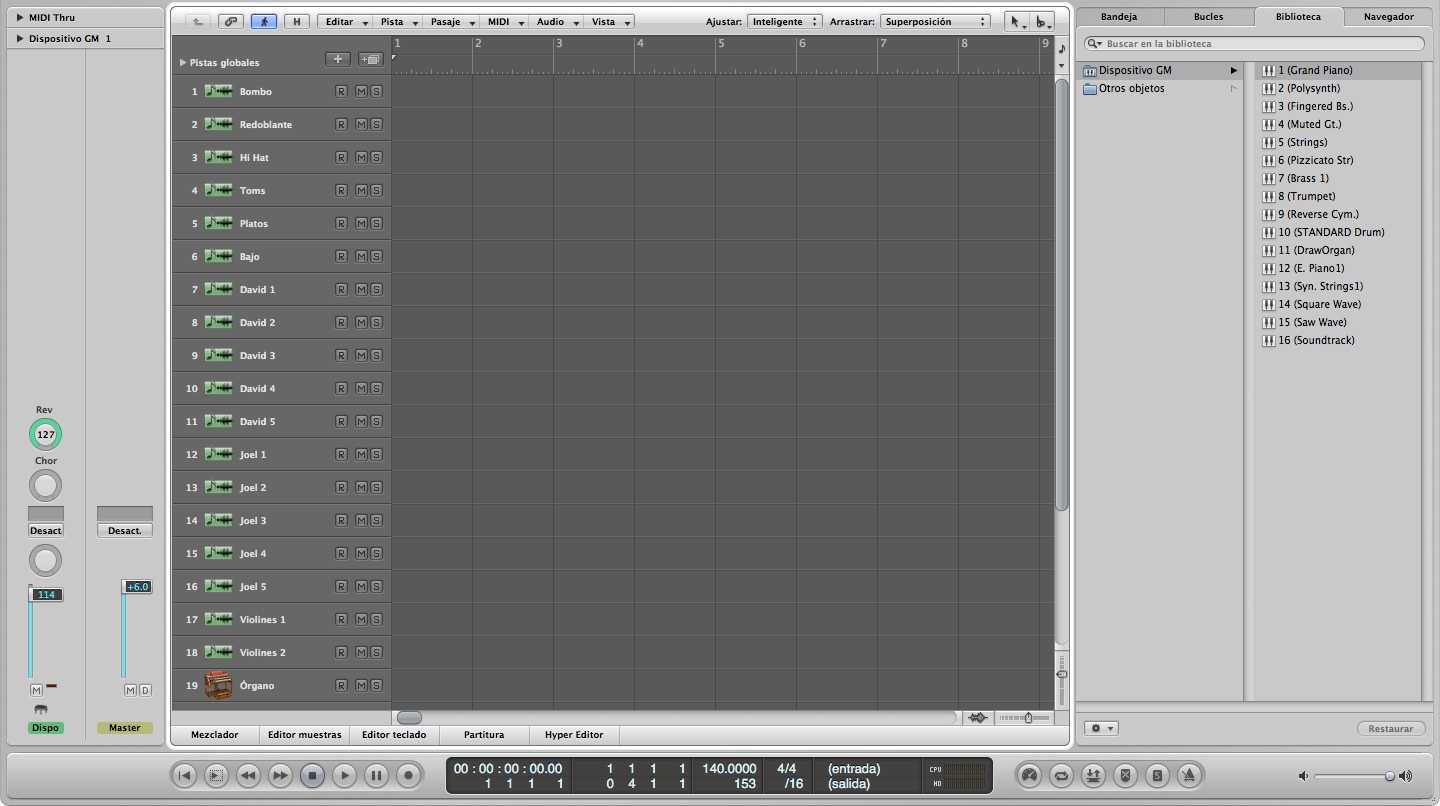 MIDI Thru
Dispositivo GM 1
H
Editar
Pista
Pasaje
MIDI
Audio
Vista
Ajustar: Inteligente
Arrastrar: Superposición
Bandeja
Bucles
Biblioteca
Navegador
Buscar en la biblioteca
Pistas globales
1 2 3 4 5 6 7 8 9
1 Bombo R M S
2 Redoblante R M S
3 Hi Hat R M S
4 Toms R M S
5 Platos R M S
6 Bajo R M S
7 David 1 R M S
8 David 2 R M S
9 David 3 R M S
10 David 4 R M S
11 David 5 R M S
12 Joel 1 R M S
13 Joel 2 R M S
14 Joel 3 R M S
15 Joel 4 R M S
16 Joel 5 R M S
17 Violines 1 R M S
18 Violines 2 R M S
19 Órgano R M S
Dispositivo GM
Otros objetos
1 (Grand Piano)
2 (Polysynth)
3 (Fingered Bs.)
4 (Muted Gt.)
5 (Strings)
6 (Pizzicato Str)
7 (Brass 1)
8 (Trumpet)
9 (Reverse Cym.)
10 (STANDARD Drum)
11 (DrawOrgan)
12 (E. Piano1)
13 (Syn. Strings1)
14 (Square Wave)
15 (Saw Wave)
16 (Soundtrack)
Rev
127
Chor
Desact
Desact.
114
+6.0
M
M D
Dispo
Master
Mezclador
Editor muestras
Editor teclado
Partitura
Hyper Editor
Restaurar
00 : 00 : 00 : 00.00
1 1 1 1
1 1 1 1
0 4 1 1
140.0000
153
4/4
/16
(entrada)
(salida)
CPU
HD
S